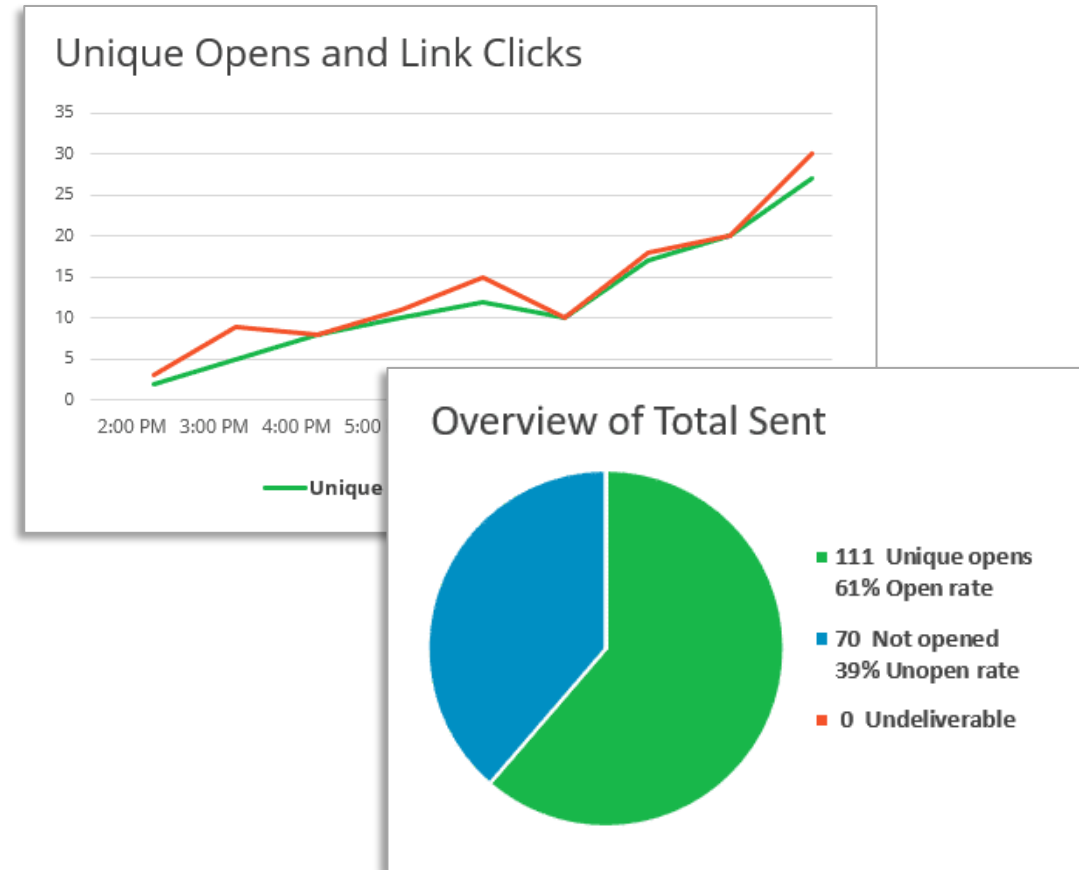 Unique Opens and Link Clicks
35
30
25
20
15
10
5
0
2:00 PM 3:00 PM 4:00 PM 5:00
Unique
Overview of Total Sent
111 Unique opens
61% Open rate
70 Not opened
39% Unopen rate
0 Undeliverable